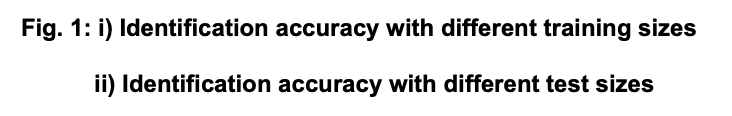 Fig. 1: i) Identification accuracy with different training sizes
ii) Identification accuracy with different test sizes